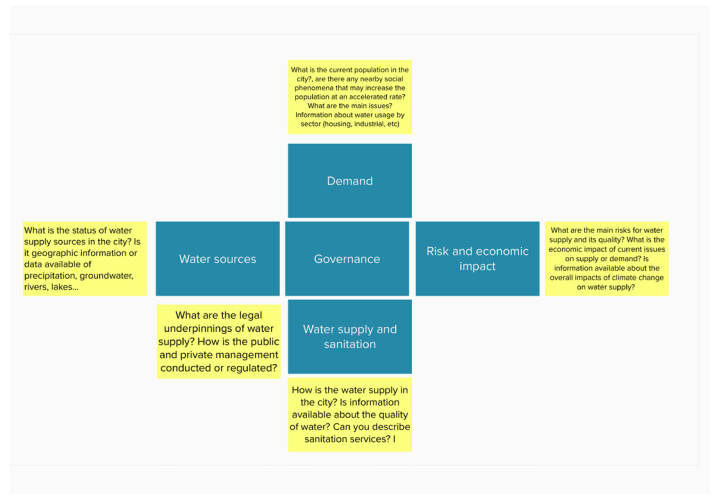 What is the current population in the
city?, are there any nearby social
phenomena that may increase the
population at an accelerated rate?
What are the main issues?
Information about water usage by
sector (housing, industrial, etc)
Demand
What is the status of water
supply sources in the city? Is
it geographic information or
data available of
precipitation, groundwater,
rivers, lakes...
Water sources
Governance
Risk and economic
impact
What are the main risks for water
supply and its quality? What is the
economic impact of current issues
on supply or demand? Is
information available about the
overall impacts of climate change
on water supply?
What are the legal
underpinnings of water
supply? How is the public
and private management
conducted or regulated?
Water supply and
sanitation
How is the water supply in
the city? Is information
available about the quality
of water? Can you describe
sanitation services? I